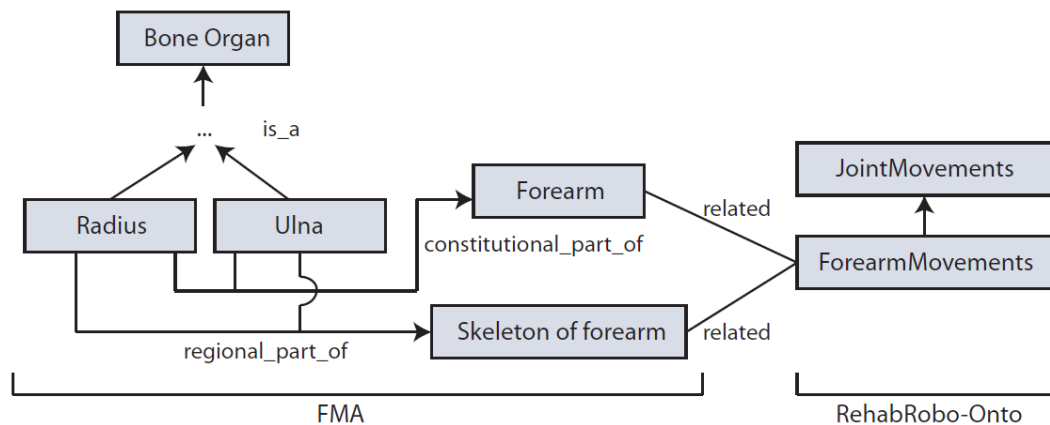 Bone Organ
...
is_a
Radius
Ulna
Forearm
constitutional_part_of
Skeleton of forearm
regional_part_of
related
related
JointMovements
ForearmMovements
FMA
RehabRobo-Onto